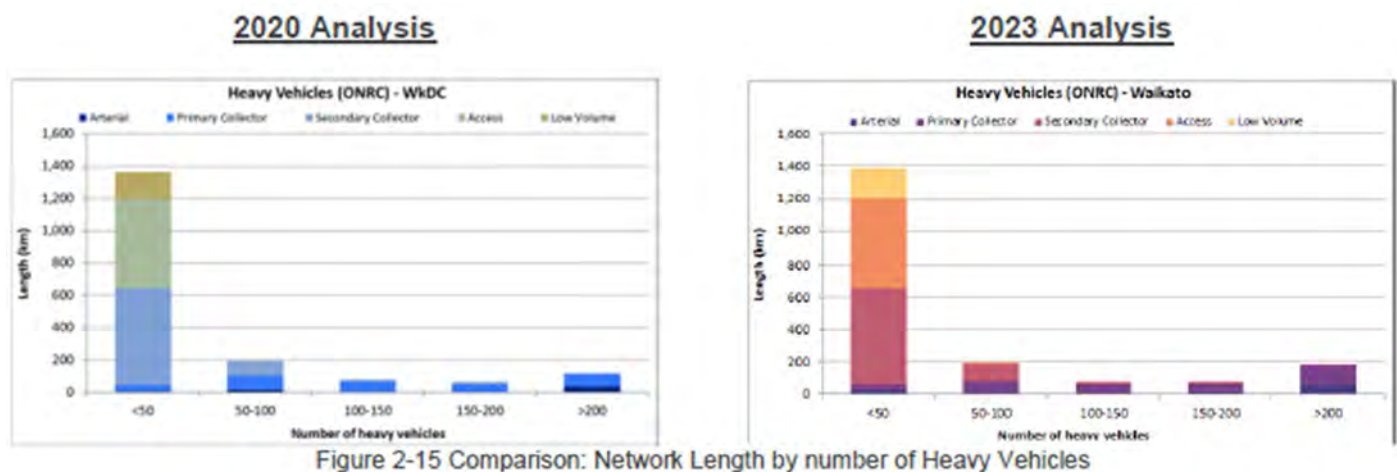 2020 Analysis
2023 Analysis
Heavy Vehicles (ONRC) - WkDC
Arterial Primary Collector Secondary Collector Access Low Volume
1,600
1,400
1,200
1,000
800
600
400
200
0
Length (km)
<50 50-100 100-150 150-200 >200
Number of heavy vehicles
Heavy Vehicles (ONRC) - Waikato
Arterial Primary Collector Secondary Collector Access Low Volume
1,600
1,400
1,200
1,000
800
600
400
200
0
Length (km)
<50 50-100 100-150 150-200 >200
Number of heavy vehicles
Figure 2-15 Comparison: Network Length by number of Heavy Vehicles